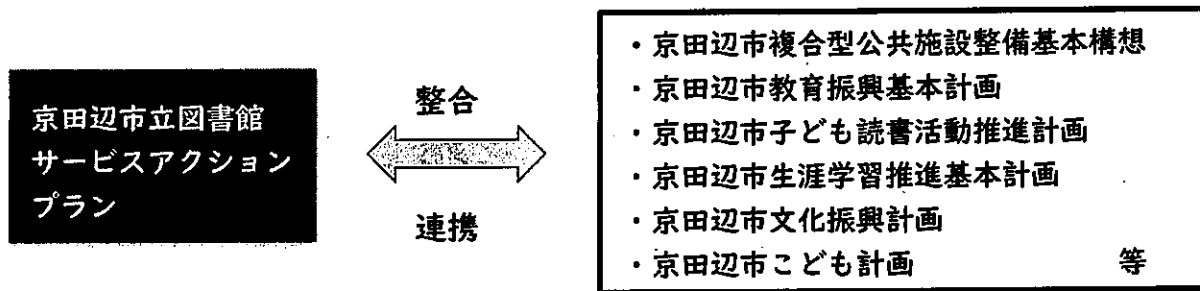 京田辺市立図書館
サービスアクション
プラン
整合
連携
・京田辺市複合型公共施設整備基本構想
・京田辺市教育振興基本計画
・京田辺市子ども読書活動推進計画
・京田辺市生涯学習推進基本計画
・京田辺市文化振興計画
・京田辺市こども計画 等